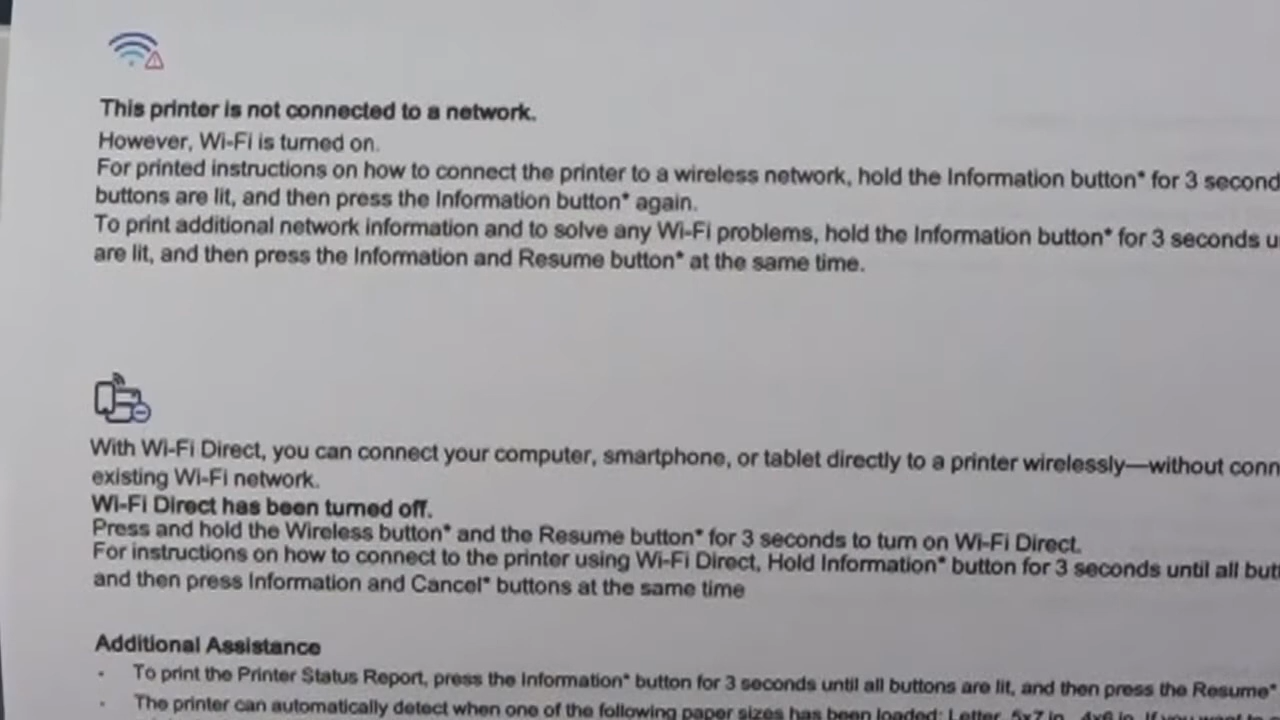 This printer is not connected to a network.
However, Wi-Fi is turned on.
For printed instructions on how to connect the printer to a wireless network, hold the Information button* for 3 second
buttons are lit, and then press the Information button* again.
To print additional network information and to solve any Wi-Fi problems, hold the Information button* for 3 seconds u
are lit, and then press the Information and Resume button* at the same time.
With Wi-Fi Direct, you can connect your computer, smartphone, or tablet directly to a printer wirelessly—without conn
existing Wi-Fi network.
Wi-Fi Direct has been turned off.
Press and hold the Wireless button* and the Resume button* for 3 seconds to turn on Wi-Fi Direct.
For instructions on how to connect to the printer using Wi-Fi Direct, Hold Information* button for 3 seconds until all but
and then press Information and Cancel* buttons at the same time
Additional Assistance
- To print the Printer Status Report, press the Information* button for 3 seconds until all buttons are lit, and then press the Resume*
- The printer can automatically detect when one of the following paper sizes has been loaded: Letter, 5x7 in, 4x6 in. If you want to